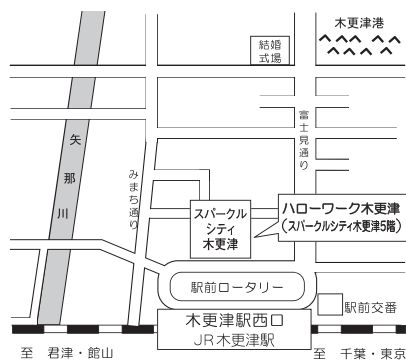 木更津港
結婚
式場
富士見通り
矢那川
みまち通り
スパークル
シティ
木更津
ハローワーク木更津
(スパークルシティ木更津5階)
駅前ロータリー
駅前交番
木更津駅西口
JR木更津駅
至 君津・館山
至 千葉・東京